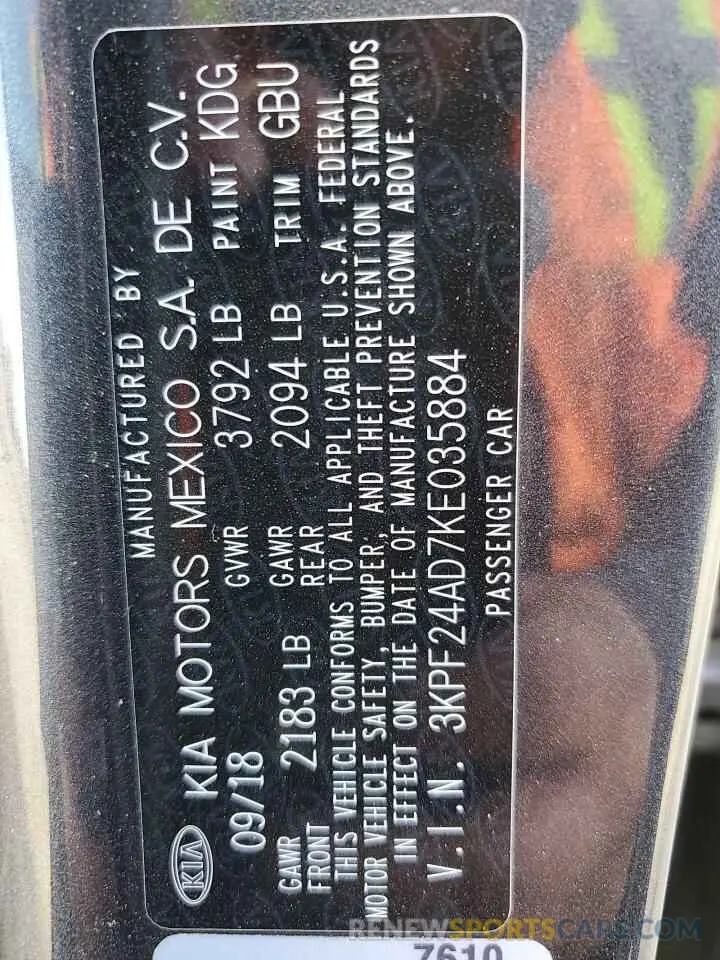 MANUFACTURED BY
KIA KIA MOTORS MEXICO S.A. DE C.V.
09/18 GVWR 3792 LB PAINT KDG
GAWR FRONT 2183 LB GAWR REAR 2094 LB TRIM GBU
THIS VEHICLE CONFORMS TO ALL APPLICABLE U.S.A. FEDERAL
MOTOR VEHICLE SAFETY, BUMPER, AND THEFT PREVENTION STANDARDS
IN EFFECT ON THE DATE OF MANUFACTURE SHOWN ABOVE.
V.I.N. 3KPF24AD7KE035884
PASSENGER CAR
RENEWSPORTSCARS.COM
7610